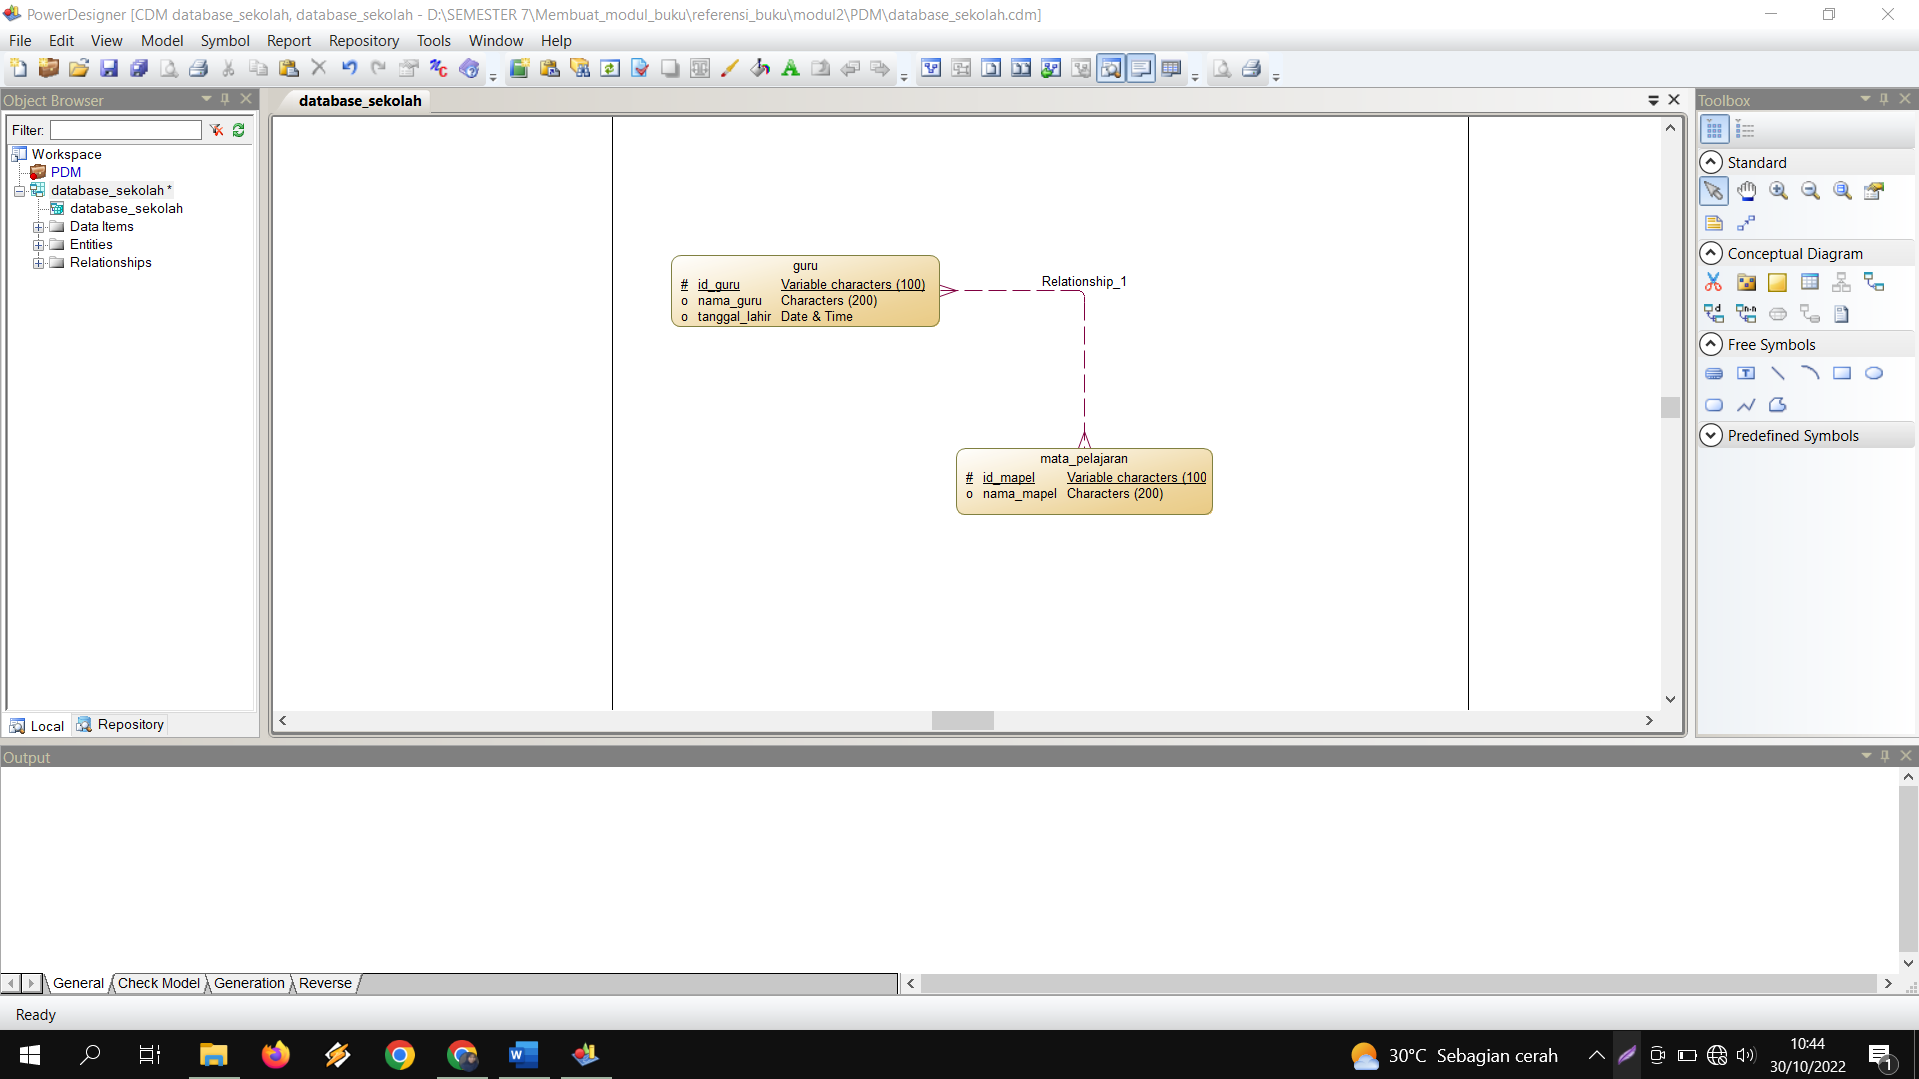 PowerDesigner [CDM database_sekolah, database_sekolah - D:\SEMESTER 7\Membuat_modul_buku\referensi_buku\modul2\PDM\database_sekolah.cdm]
File Edit View Model Symbol Report Repository Tools Window Help
Object Browser
database_sekolah
Toolbox
Filter:
Workspace
PDM
database_sekolah *
database_sekolah
Data Items
Entities
Relationships
Local
Repository
guru
# id_guru Variable characters (100)
o nama_guru Characters (200)
o tanggal_lahir Date & Time
Relationship_1
mata_pelajaran
# id_mapel Variable characters (100
o nama_mapel Characters (200)
Standard
Conceptual Diagram
Free Symbols
Predefined Symbols
Output
General Check Model Generation Reverse
Ready
30°C Sebagian cerah
10:44
30/10/2022
1